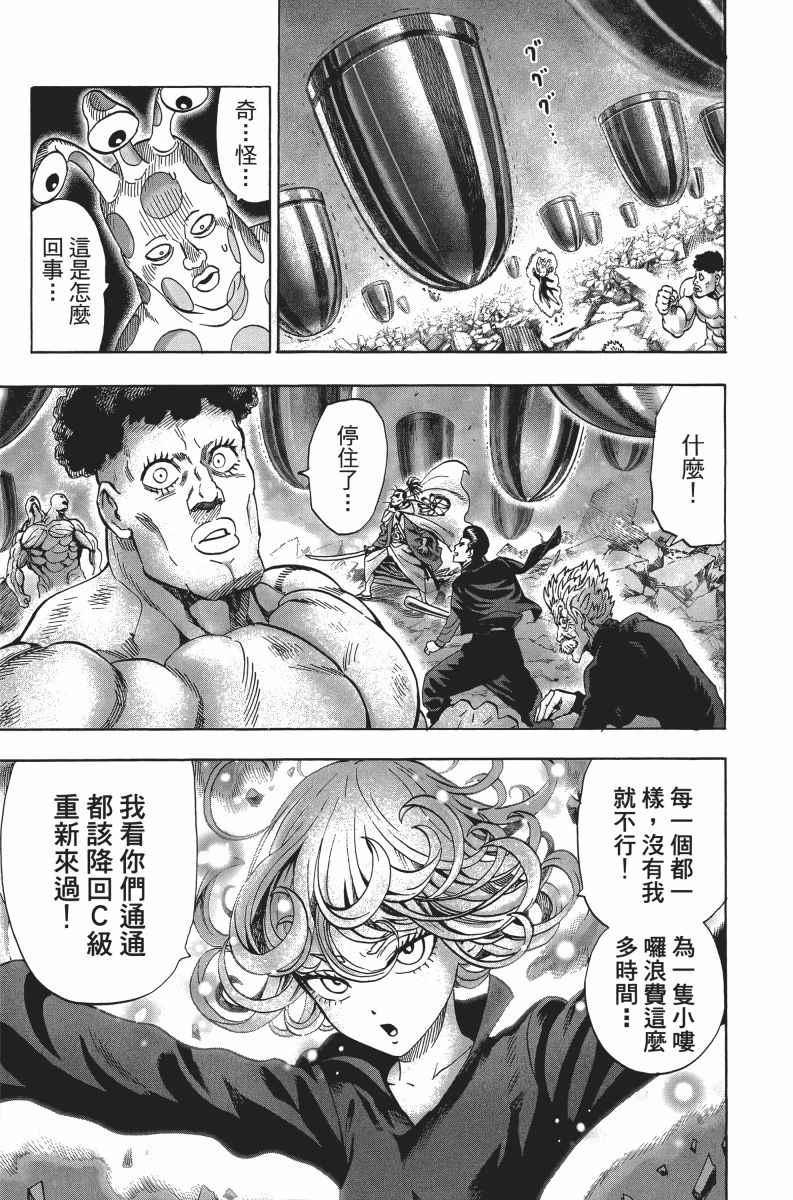 ググググ…
奇…怪…
這是怎麼
回事…
什麼！
停住了…
每一個都一
樣，沒有我
就不行！
為一隻小嘍
囉浪費這麼
多時間…
我看你們通通
都該降回C級
重新來過！